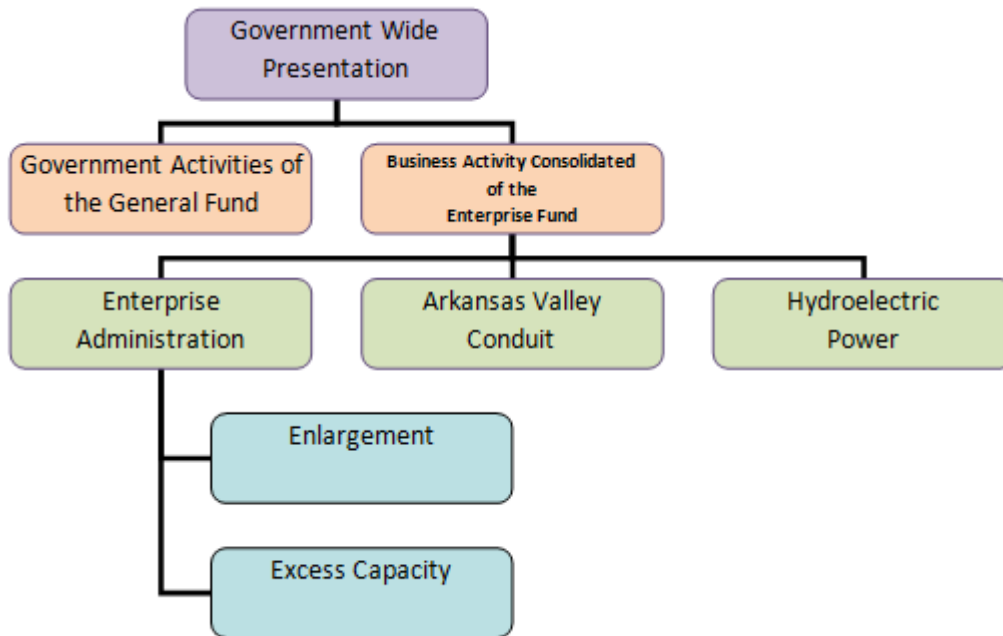 Government Wide
Presentation
Government Activities of
the General Fund
Business Activity Consolidated
of the
Enterprise Fund
Enterprise
Administration
Arkansas Valley
Conduit
Hydroelectric
Power
Enlargement
Excess Capacity